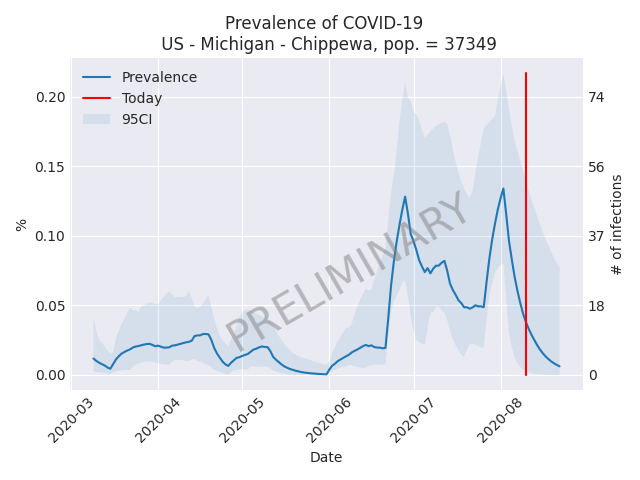 Prevalence of COVID-19
US - Michigan - Chippewa, pop. = 37349
Prevalence
Today
95CI
PRELIMINARY
0.20
0.15
0.10
0.05
0.00
%
74
56
37
18
0
# of infections
2020-03
2020-04
2020-05
2020-06
2020-07
2020-08
Date